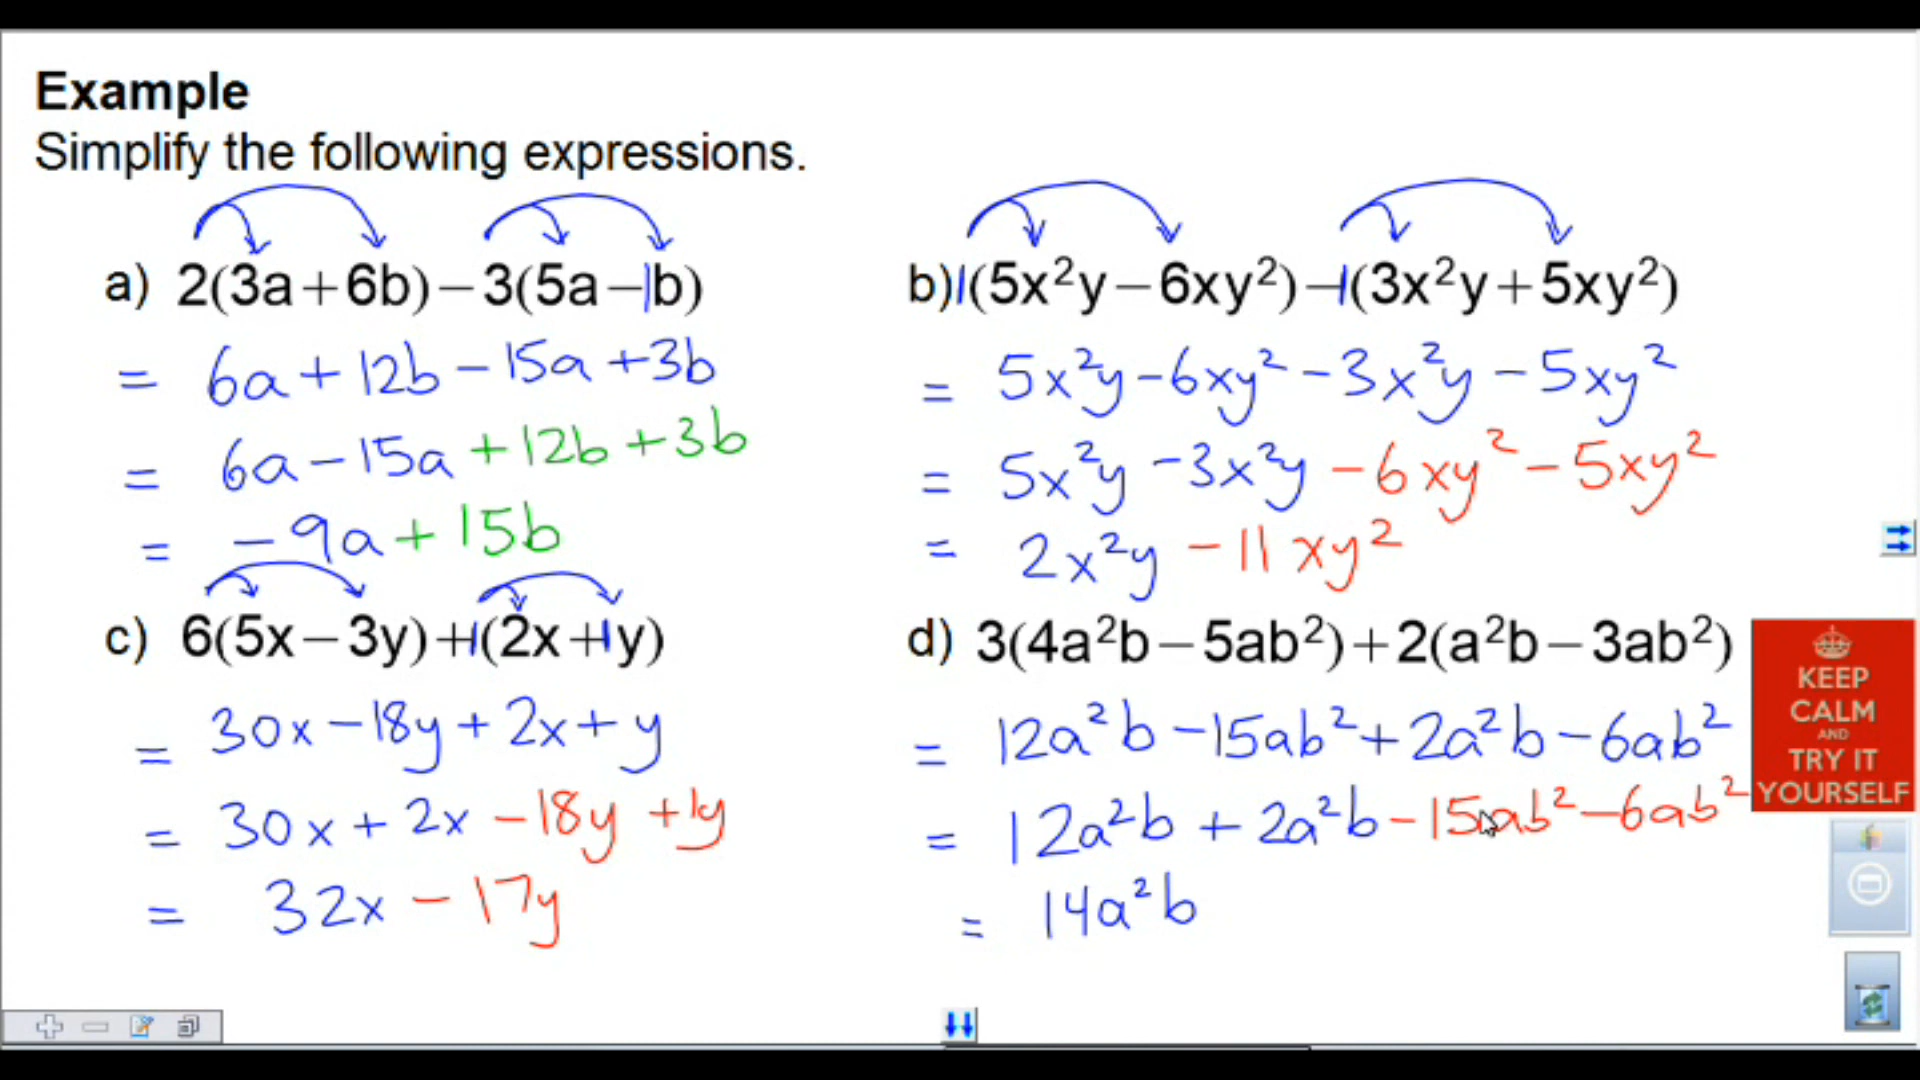 Example
Simplify the following expressions.
a) 2(3a+6b)−3(5a−1b)
= 6a+12b−15a+3b
= 6a−15a+12b+3b
= −9a+15b
b)1(5x²y−6xy²)−1(3x²y+5xy²)
= 5x²y−6xy²−3x²y−5xy²
= 5x²y−3x²y−6xy²−5xy²
= 2x²y−11xy²
c) 6(5x−3y)+1(2x+1y)
= 30x−18y+2x+y
= 30x+2x−18y+1y
= 32x−17y
d) 3(4a²b−5ab²)+2(a²b−3ab²)
= 12a²b−15ab²+2a²b−6ab²
= 12a²b+2a²b−15ab²−6ab²
= 14a²b
KEEP
CALM
AND
TRY IT
YOURSELF